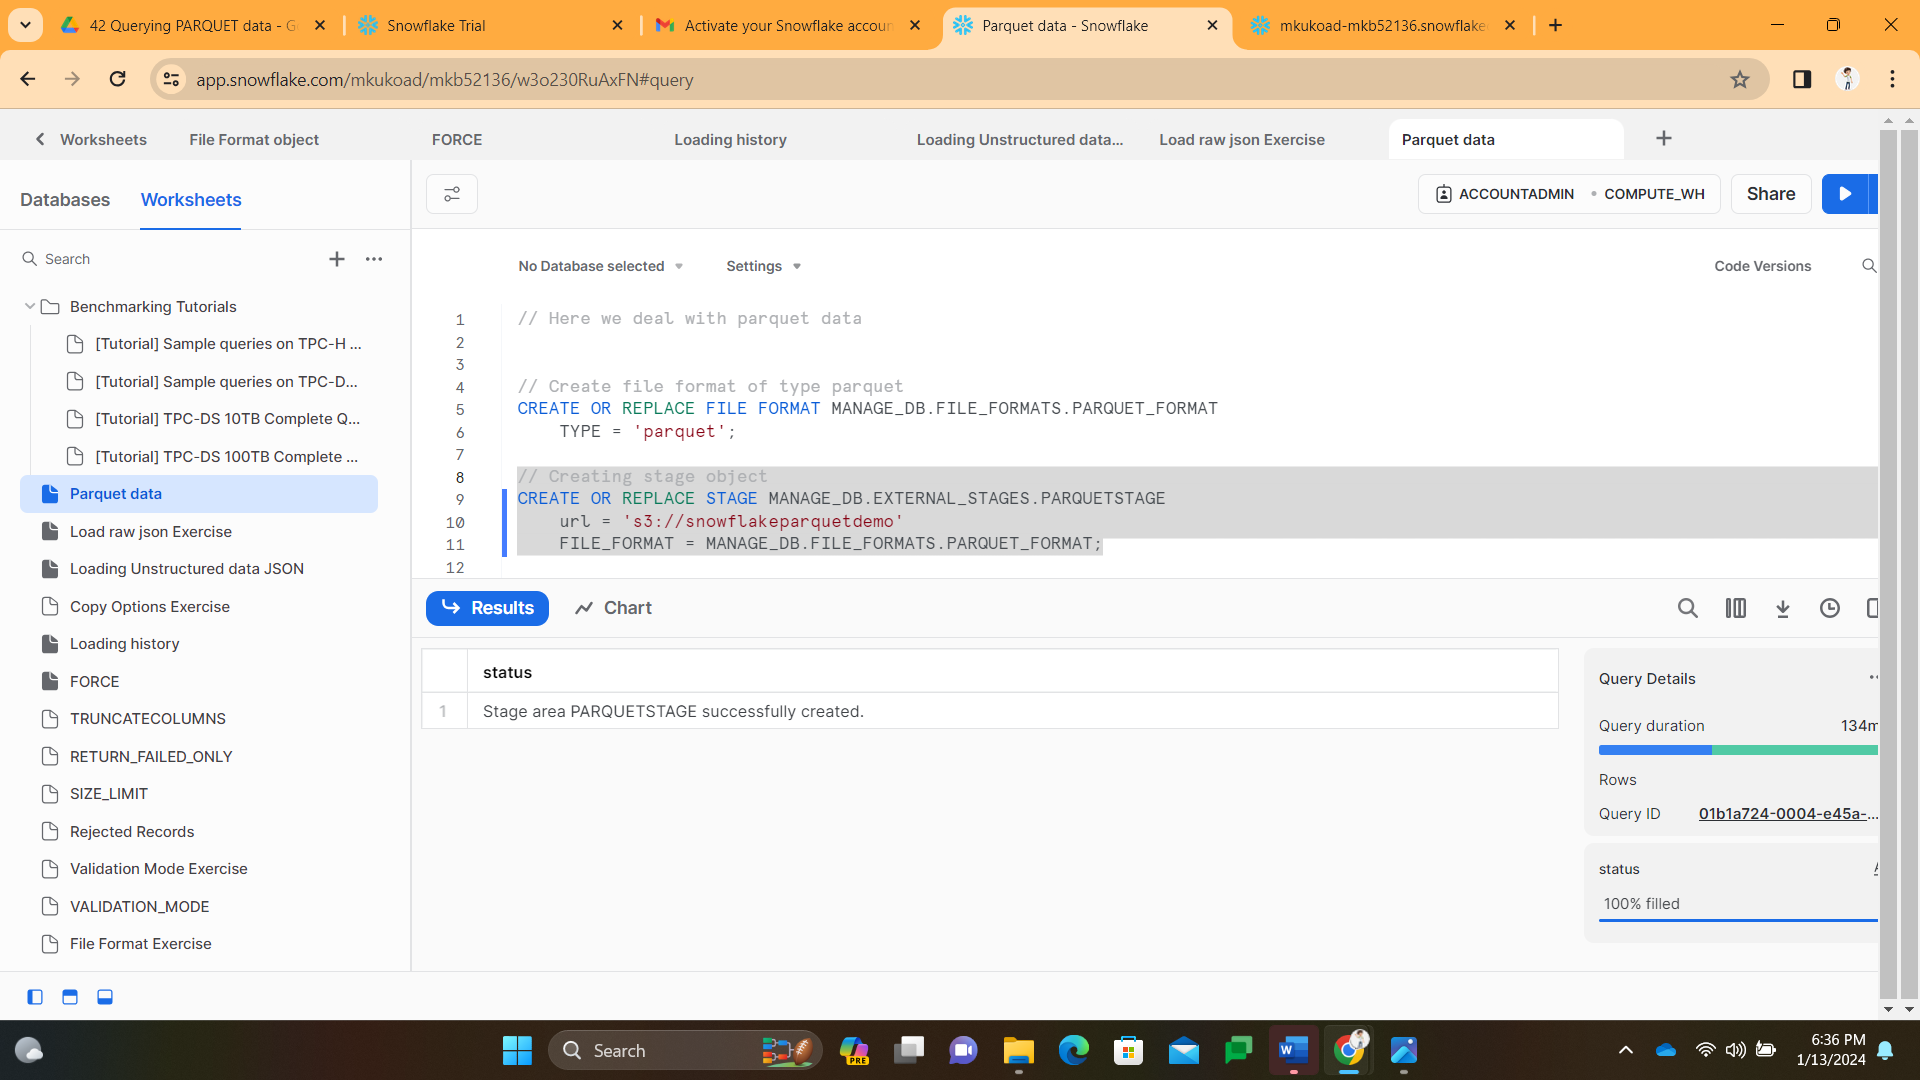 42 Querying PARQUET data - G
Snowflake Trial
Activate your Snowflake accoun
Parquet data - Snowflake
mkukoad-mkb52136.snowflake
app.snowflake.com/mkukoad/mkb52136/w3o230RuAxFN#query
Worksheets
File Format object
FORCE
Loading history
Loading Unstructured data...
Load raw json Exercise
Parquet data
Databases
Worksheets
ACCOUNTADMIN
COMPUTE_WH
Share
Search
No Database selected
Settings
Code Versions
Benchmarking Tutorials
[Tutorial] Sample queries on TPC-H ...
[Tutorial] Sample queries on TPC-D...
[Tutorial] TPC-DS 10TB Complete Q...
[Tutorial] TPC-DS 100TB Complete ...
Parquet data
Load raw json Exercise
Loading Unstructured data JSON
Copy Options Exercise
Loading history
FORCE
TRUNCATECOLUMNS
RETURN_FAILED_ONLY
SIZE_LIMIT
Rejected Records
Validation Mode Exercise
VALIDATION_MODE
File Format Exercise
1 // Here we deal with parquet data
2
3
4 // Create file format of type parquet
5 CREATE OR REPLACE FILE FORMAT MANAGE_DB.FILE_FORMATS.PARQUET_FORMAT
6 TYPE = 'parquet';
7
8 // Creating stage object
9 CREATE OR REPLACE STAGE MANAGE_DB.EXTERNAL_STAGES.PARQUETSTAGE
10 url = 's3://snowflakeparquetdemo'
11 FILE_FORMAT = MANAGE_DB.FILE_FORMATS.PARQUET_FORMAT;
12
Results
Chart
status
1 Stage area PARQUETSTAGE successfully created.
Query Details
Query duration 134m
Rows
Query ID 01b1a724-0004-e45a-...
status
100% filled
Search
PRE
6:36 PM
1/13/2024